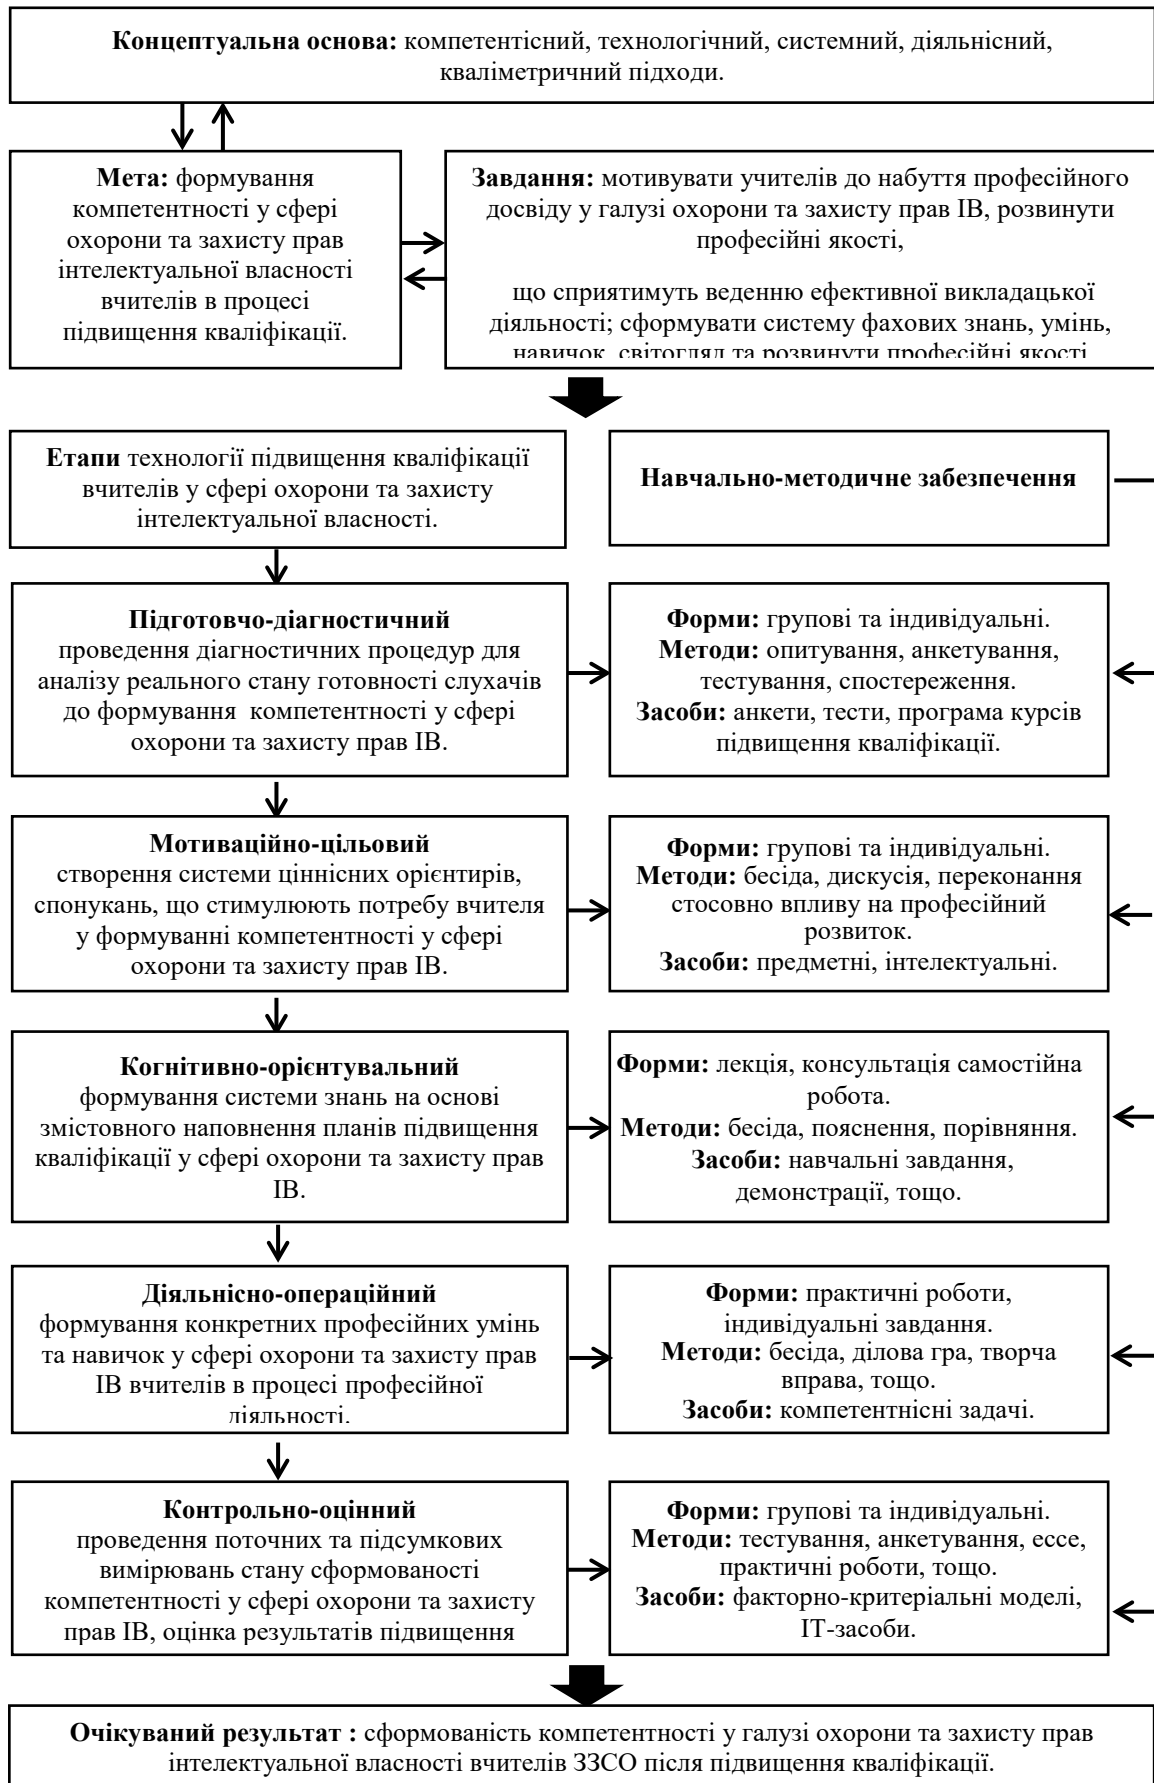 Концептуальна основа: компетентісний, технологічний, системний, діяльнісний,
кваліметричний підходи.
Мета: формування
компетентності у сфері
охорони та захисту прав
інтелектуальної власності
вчителів в процесі
підвищення кваліфікації.
Завдання: мотивувати учителів до набуття професійного
досвіду у галузі охорони та захисту прав ІВ, розвинути
професійні якості,
що сприятимуть веденню ефективної викладацької
діяльності; сформувати систему фахових знань, умінь,
навичок, світогляд та розвинути професійні якості
Етапи технології підвищення кваліфікації
вчителів у сфері охорони та захисту
інтелектуальної власності.
Навчально-методичне забезпечення
Підготовчо-діагностичний
проведення діагностичних процедур для
аналізу реального стану готовності слухачів
до формування компетентності у сфері
охорони та захисту прав ІВ.
Форми: групові та індивідуальні.
Методи: опитування, анкетування,
тестування, спостереження.
Засоби: анкети, тести, програма курсів
підвищення кваліфікації.
Мотиваційно-цільовий
створення системи ціннісних орієнтирів,
спонукань, що стимулюють потребу вчителя
у формуванні компетентності у сфері
охорони та захисту прав ІВ.
Форми: групові та індивідуальні.
Методи: бесіда, дискусія, переконання
стосовно впливу на професійний
розвиток.
Засоби: предметні, інтелектуальні.
Когнітивно-орієнтувальний
формування системи знань на основі
змістовного наповнення планів підвищення
кваліфікації у сфері охорони та захисту прав
ІВ.
Форми: лекція, консультація самостійна
робота.
Методи: бесіда, пояснення, порівняння.
Засоби: навчальні завдання,
демонстрації, тощо.
Діяльнісно-операційний
формування конкретних професійних умінь
та навичок у сфері охорони та захисту прав
ІВ вчителів в процесі професійної
діяльності.
Форми: практичні роботи,
індивідуальні завдання.
Методи: бесіда, ділова гра, творча
вправа, тощо.
Засоби: компетентнісні задачі.
Контрольно-оцінний
проведення поточних та підсумкових
вимірювань стану сформованості
компетентності у сфері охорони та захисту
прав ІВ, оцінка результатів підвищення
Форми: групові та індивідуальні.
Методи: тестування, анкетування, ессе,
практичні роботи, тощо.
Засоби: факторно-критеріальні моделі,
ІТ-засоби.
Очікуваний результат : сформованість компетентності у галузі охорони та захисту прав
інтелектуальної власності вчителів ЗЗСО після підвищення кваліфікації.